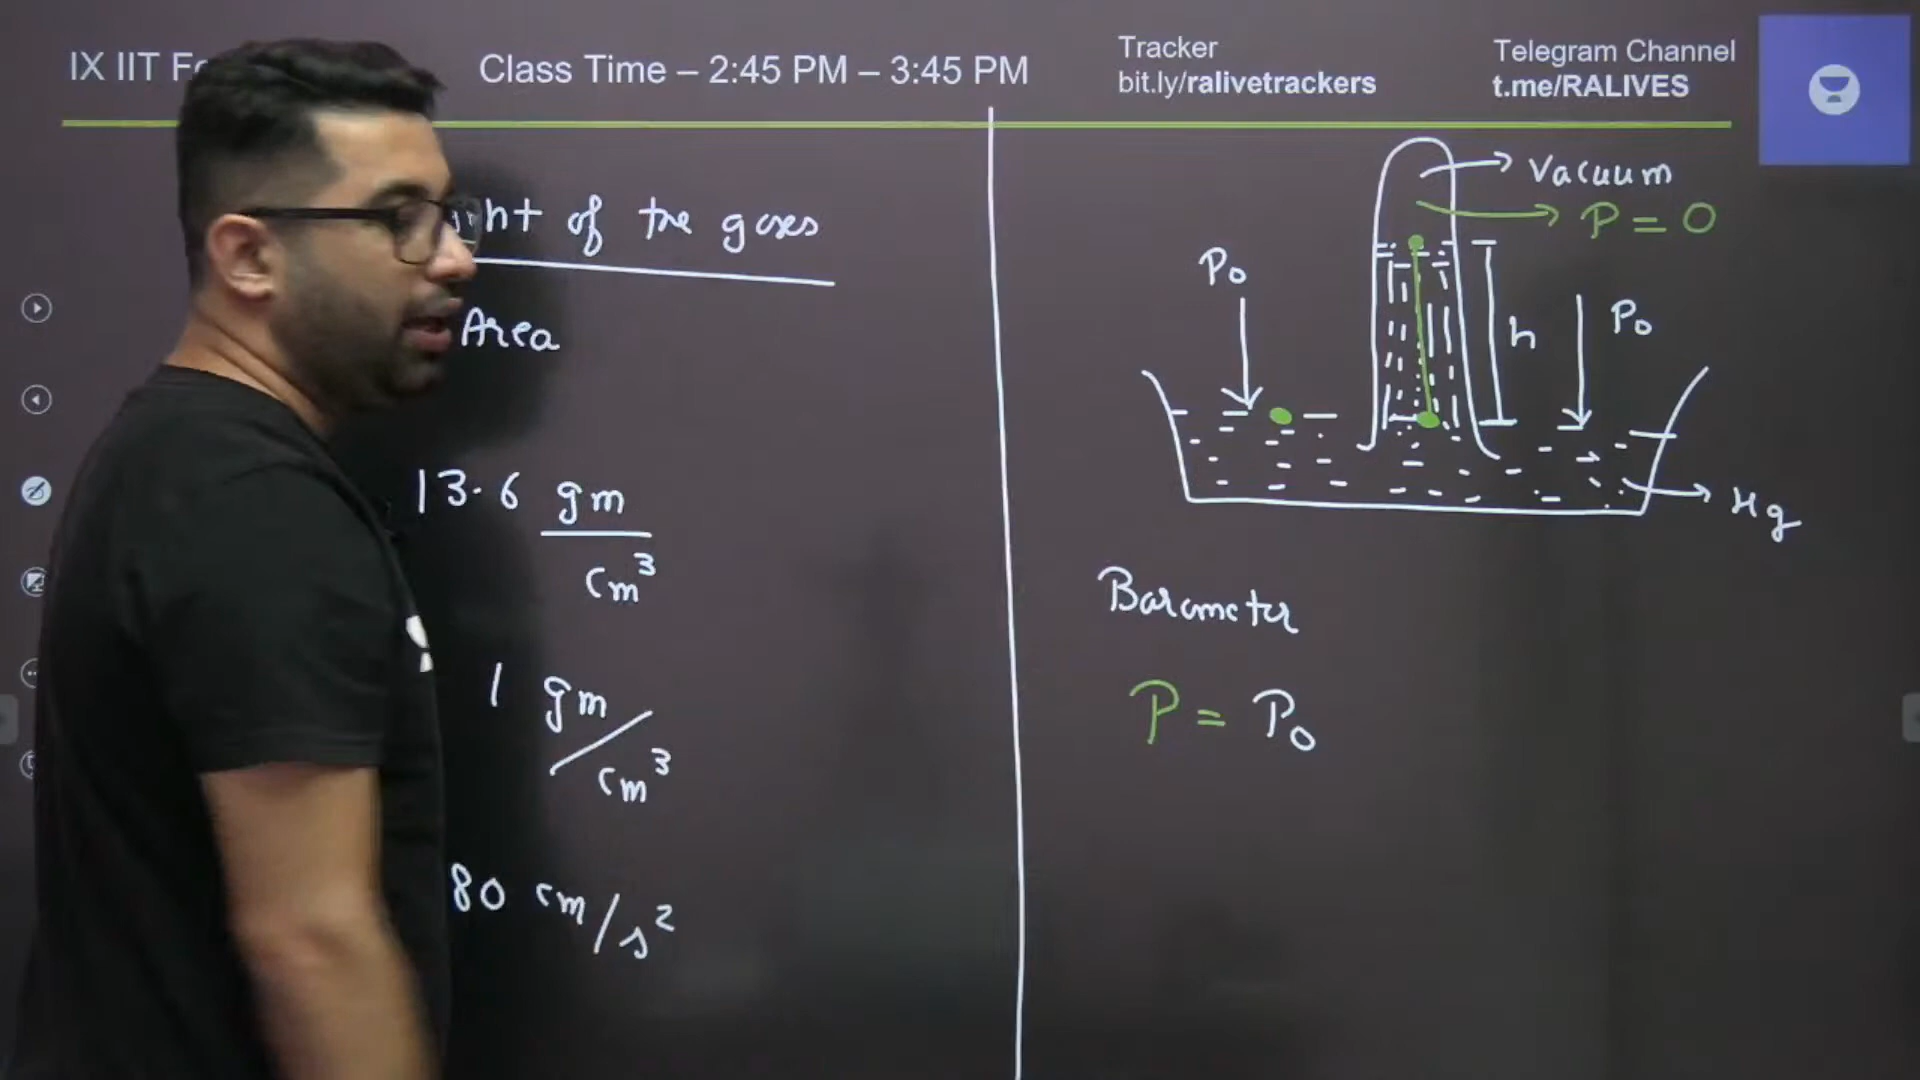 IX IIT Fo
Class Time – 2:45 PM – 3:45 PM
Tracker
bit.ly/ralivetrackers
Telegram Channel
t.me/RALIVES
ght of the gases
Area
13.6 gm
cm³
1 gm/cm³
80 cm/s²
Vacuum
P = 0
P₀
h
P₀
Hg
Barometer
P = P₀